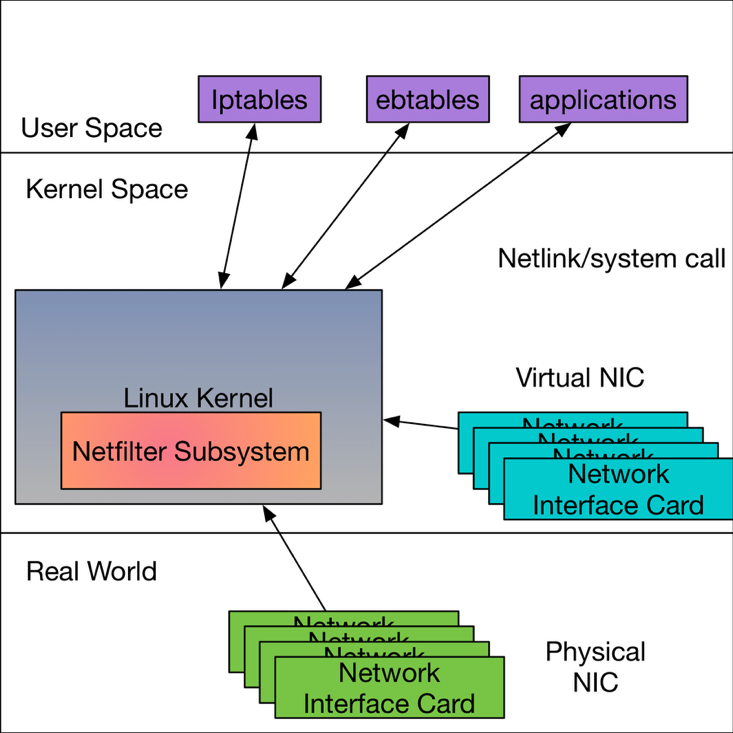 Iptables
ebtables
applications
User Space
Kernel Space
Netlink/system call
Virtual NIC
Linux Kernel
Netfilter Subsystem
Network
Network
Network
Network
Interface Card
Real World
Network
Network
Network
Network
Interface Card
Physical
NIC